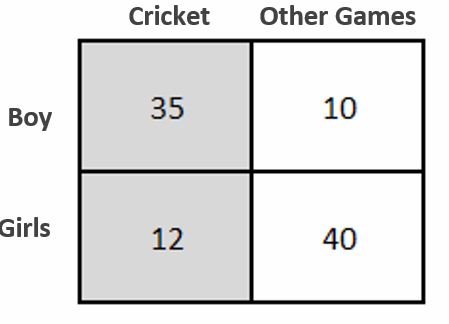 Cricket Other Games
Boy 35 10
Girls 12 40